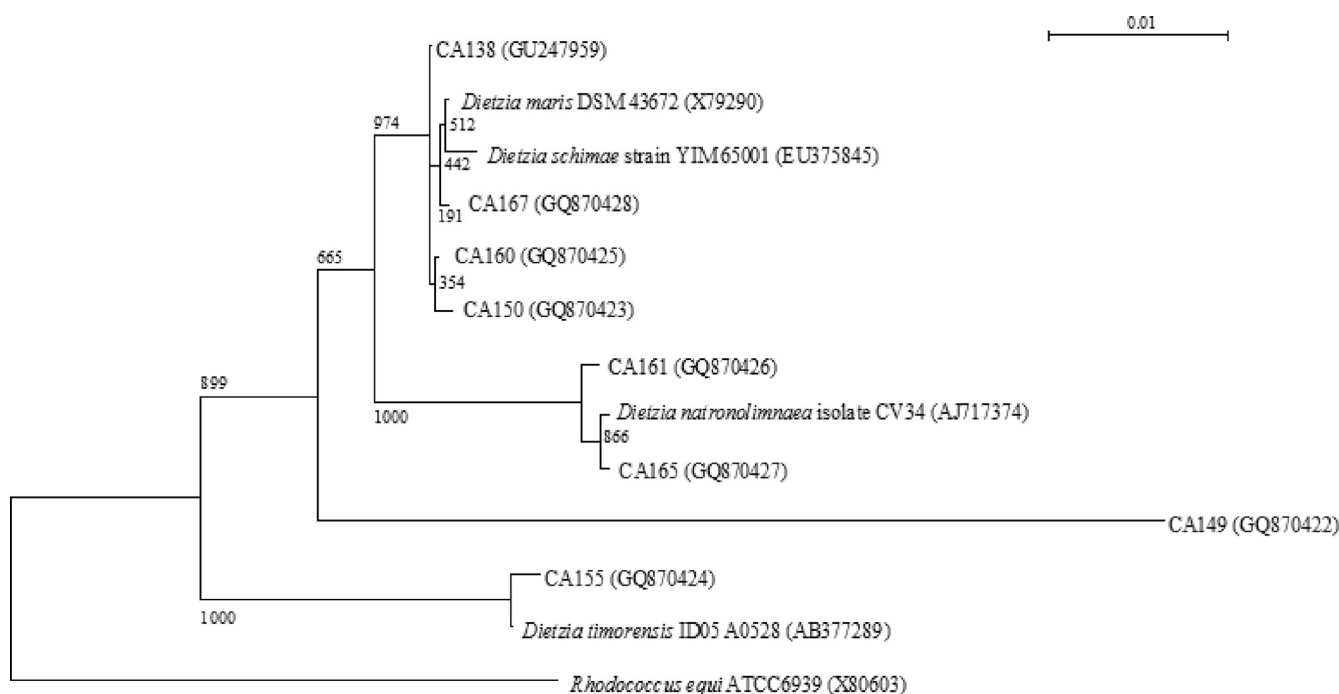 0.01
CA138 (GU247959)
Dietzia maris DSM 43672 (X79290)
974
512
Dietzia schimae strain YIM 65001 (EU375845)
442
CA167 (GQ870428)
191
CA160 (GQ870425)
665
354
CA150 (GQ870423)
CA161 (GQ870426)
899
1000
Dietzia natronolimnaea isolate CV34 (AJ717374)
866
CA165 (GQ870427)
CA149 (GQ870422)
CA155 (GQ870424)
1000
Dietzia timorensis ID05 A0528 (AB377289)
Rhodococcus equi ATCC6939 (X80603)